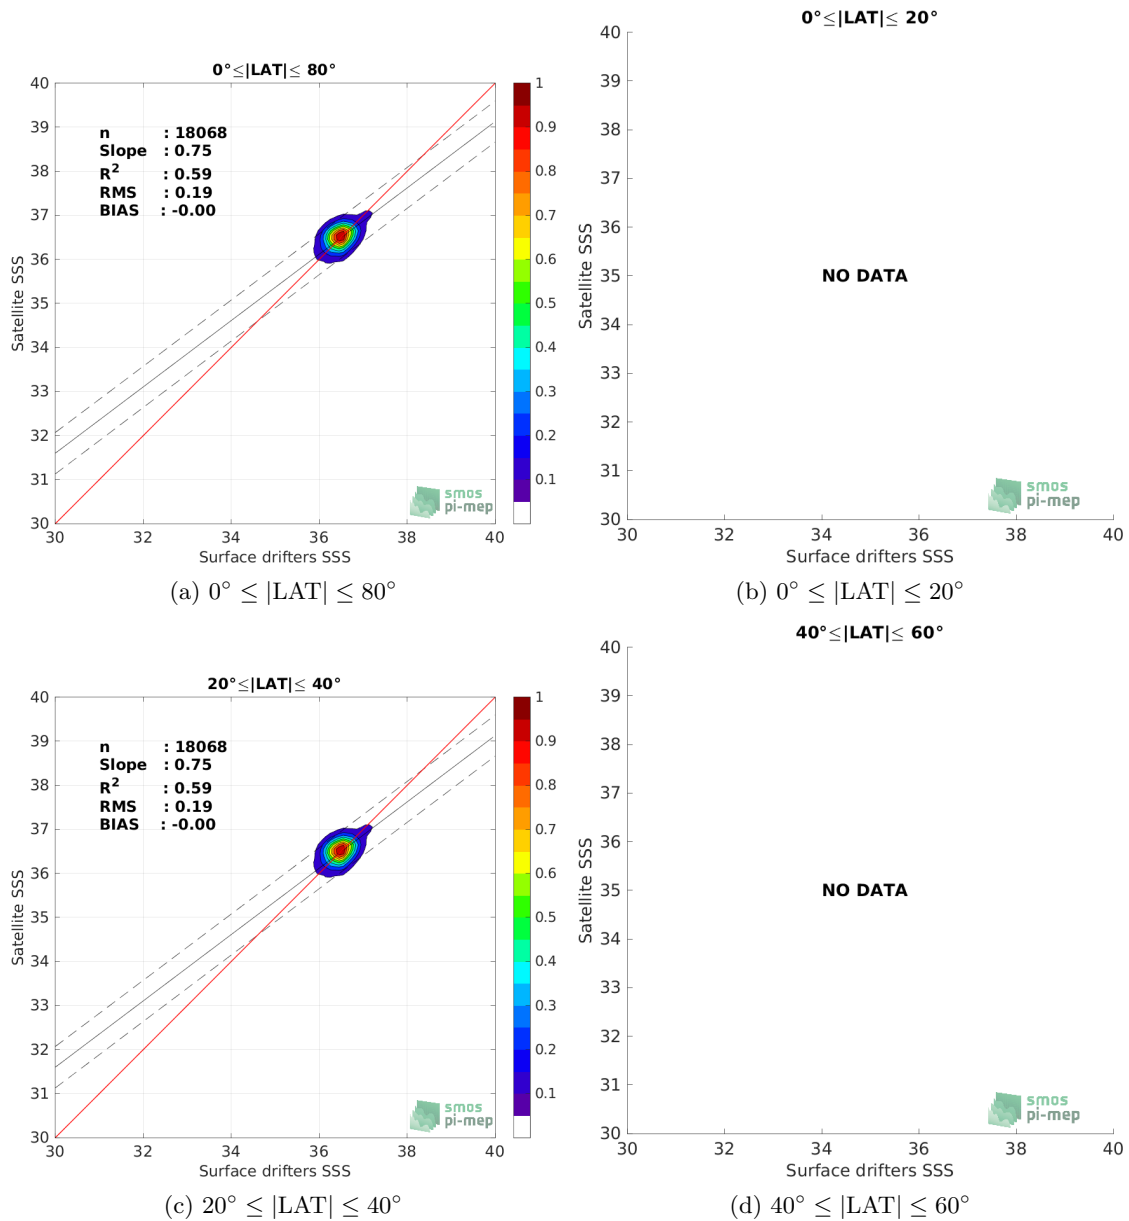 0°≤|LAT|≤ 80°
40
39
38
37
36
35
34
33
32
31
30
Satellite SSS
n : 18068
Slope : 0.75
R2 : 0.59
RMS : 0.19
BIAS : -0.00
smos
pi-mep
30 32 34 36 38 40
Surface drifters SSS
1
0.9
0.8
0.7
0.6
0.5
0.4
0.3
0.2
0.1
(a) 0° ≤ |LAT| ≤ 80°
0°≤|LAT|≤ 20°
40
39
38
37
36
35
34
33
32
31
30
Satellite SSS
NO DATA
smos
pi-mep
30 32 34 36 38 40
Surface drifters SSS
(b) 0° ≤ |LAT| ≤ 20°
20°≤|LAT|≤ 40°
40
39
38
37
36
35
34
33
32
31
30
Satellite SSS
n : 18068
Slope : 0.75
R2 : 0.59
RMS : 0.19
BIAS : -0.00
smos
pi-mep
30 32 34 36 38 40
Surface drifters SSS
1
0.9
0.8
0.7
0.6
0.5
0.4
0.3
0.2
0.1
(c) 20° ≤ |LAT| ≤ 40°
40°≤|LAT|≤ 60°
40
39
38
37
36
35
34
33
32
31
30
Satellite SSS
NO DATA
smos
pi-mep
30 32 34 36 38 40
Surface drifters SSS
(d) 40° ≤ |LAT| ≤ 60°